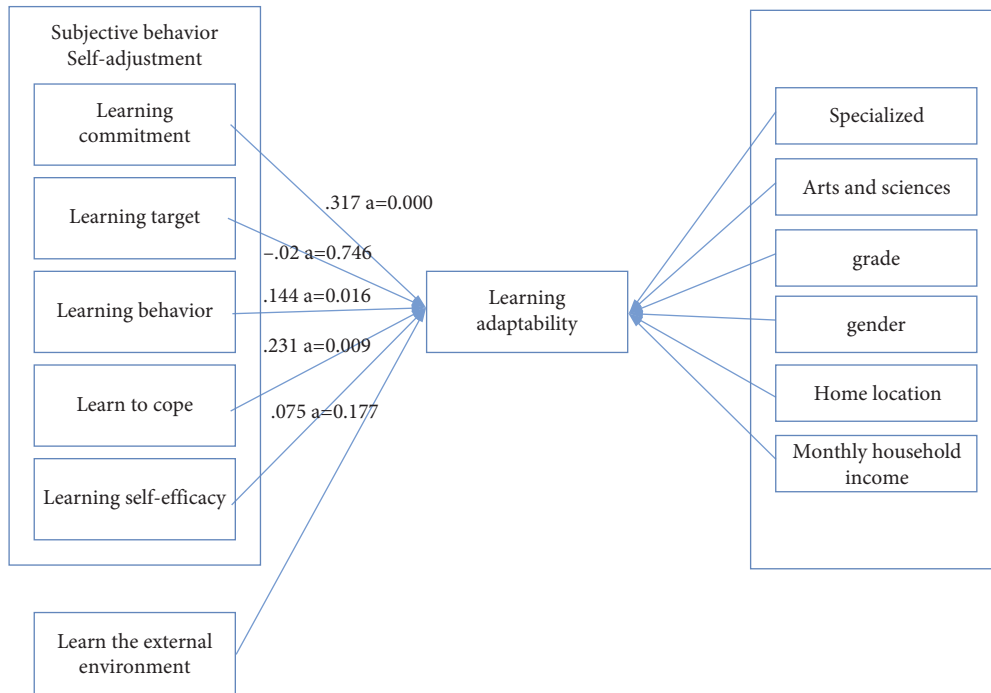 Subjective behavior
Self-adjustment
Learning
commitment
Learning target
Learning behavior
Learn to cope
Learning self-efficacy
Learn the external
environment
.317 a=0.000
–.02 a=0.746
.144 a=0.016
.231 a=0.009
.075 a=0.177
Learning
adaptability
Specialized
Arts and sciences
grade
gender
Home location
Monthly household
income